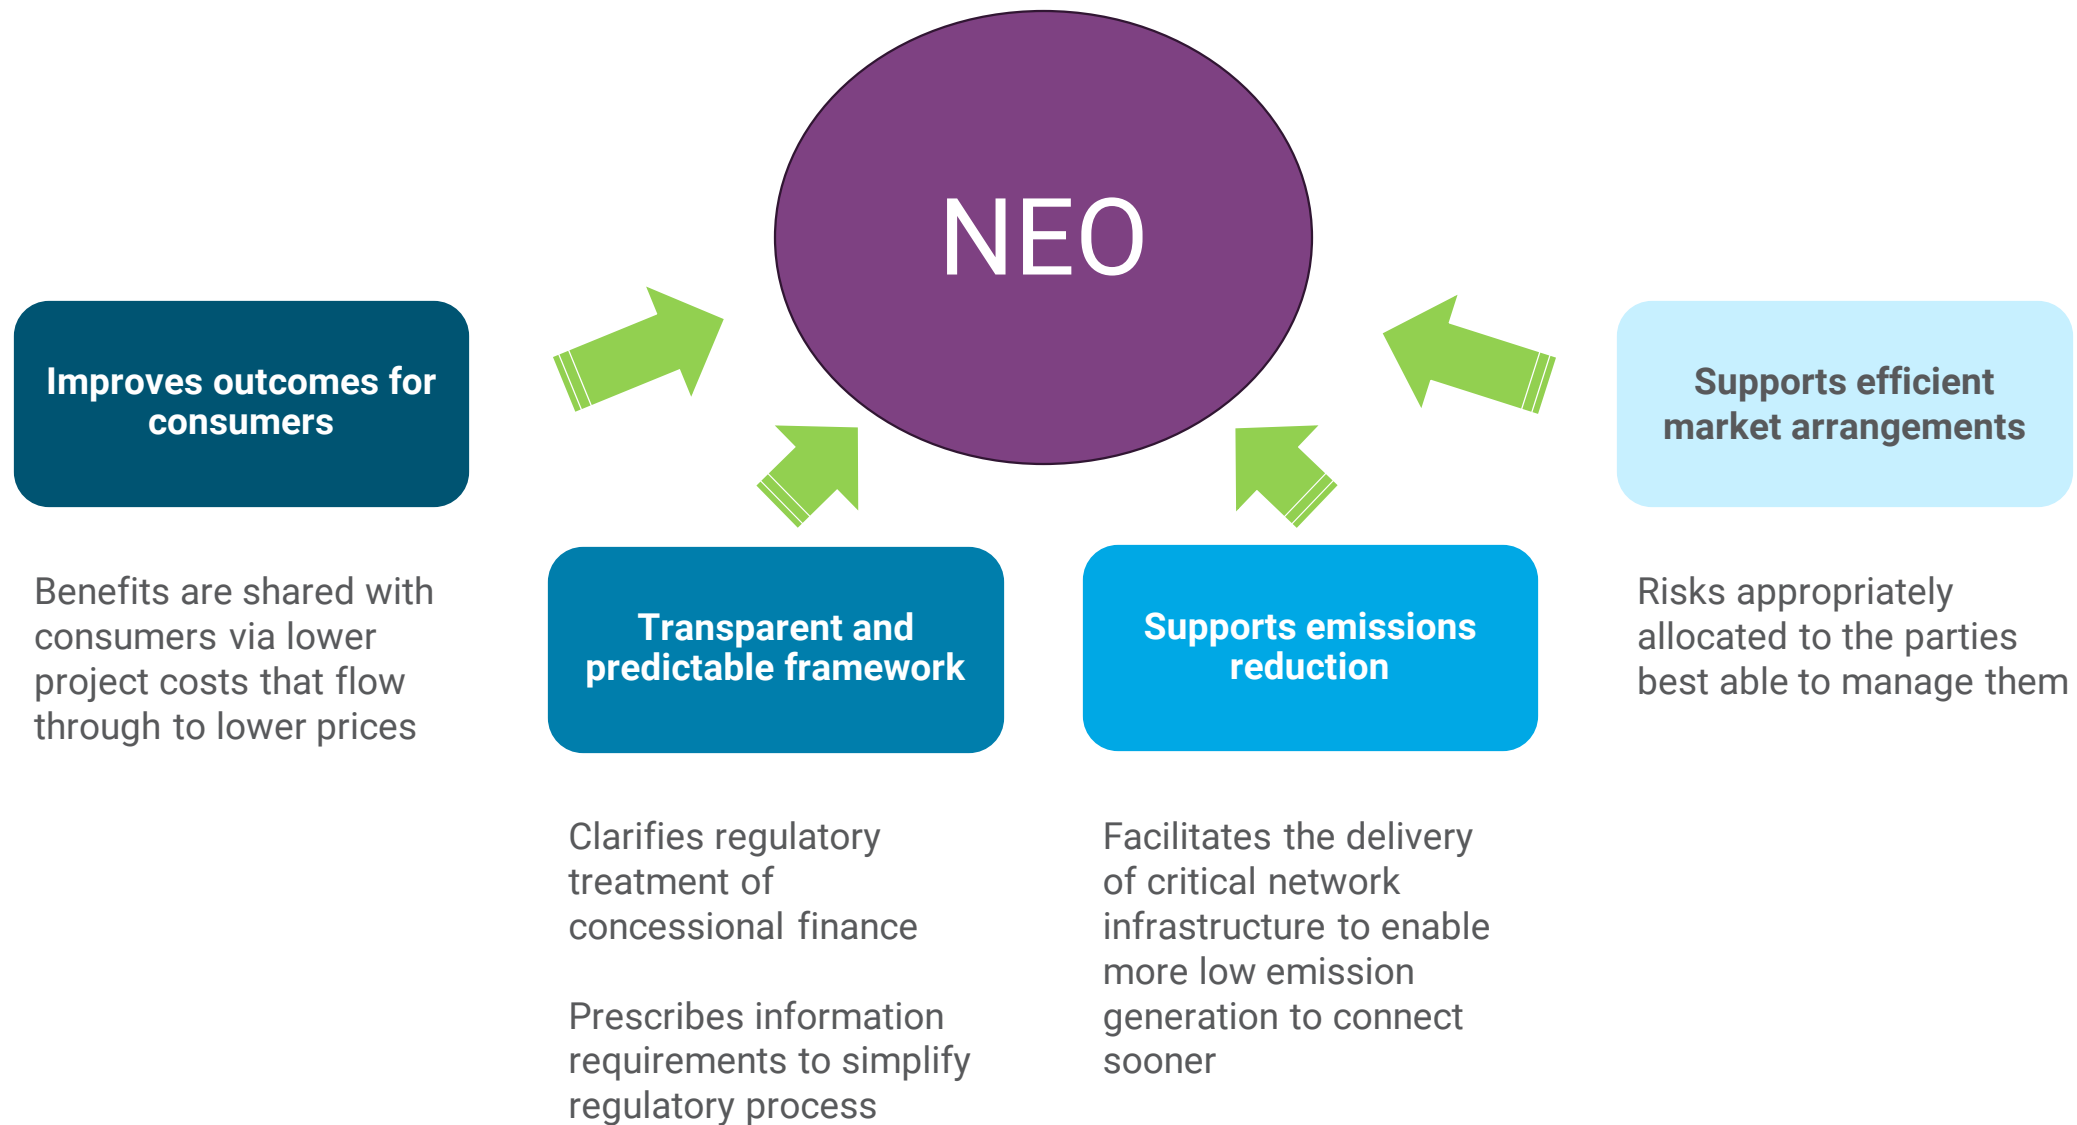 NEO
Improves outcomes for
consumers
Benefits are shared with
consumers via lower
project costs that flow
through to lower prices
Transparent and
predictable framework
Clarifies regulatory
treatment of
concessional finance
Prescribes information
requirements to simplify
regulatory process
Supports emissions
reduction
Facilitates the delivery
of critical network
infrastructure to enable
more low emission
generation to connect
sooner
Supports efficient
market arrangements
Risks appropriately
allocated to the parties
best able to manage them